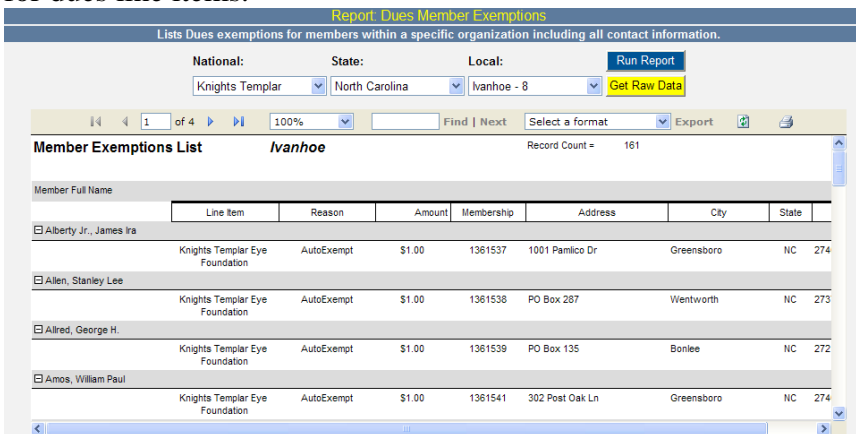 for dues line items.
Report: Dues Member Exemptions
Lists Dues exemptions for members within a specific organization including all contact information.
National: State: Local: Run Report
Knights Templar North Carolina Ivanhoe - 8 Get Raw Data
1 of 4 100% Find | Next Select a format Export
Member Exemptions List Ivanhoe Record Count = 161
Member Full Name
Line Item Reason Amount Membership Address City State
Alberty Jr., James Ira
Knights Templar Eye Foundation AutoExempt $1.00 1361537 1001 Pamlico Dr Greensboro NC 274
Allen, Stanley Lee
Knights Templar Eye Foundation AutoExempt $1.00 1361538 PO Box 287 Wentworth NC 273
Allred, George H.
Knights Templar Eye Foundation AutoExempt $1.00 1361539 PO Box 135 Bonlee NC 272
Amos, William Paul
Knights Templar Eye Foundation AutoExempt $1.00 1361541 302 Post Oak Ln Greensboro NC 274